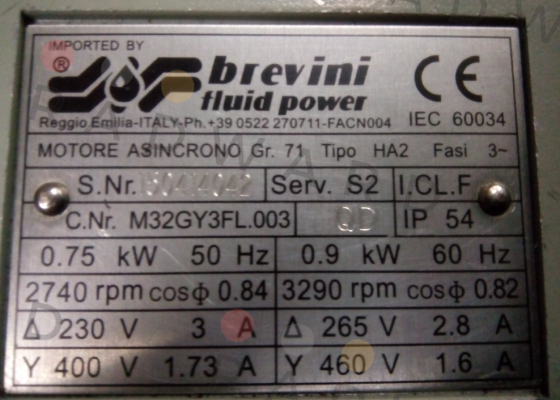 IMPORTED BY
®
brevini
fluid power
CE
Reggio Emilia-ITALY-Ph.+39 0522 270711-FACN004 IEC 60034
MOTORE ASINCRONO Gr. 71 Tipo HA2 Fasi 3~
S.Nr. Serv. S2 I.CL.F
C.Nr. M32GY3FL.003 QD IP 54
0.75 kW 50 Hz 0.9 kW 60 Hz
2740 rpm cosϕ 0.84 3290 rpm cosϕ 0.82
Δ 230 V 3 A Δ 265 V 2.8 A
Y 400 V 1.73 A Y 460 V 1.6 A